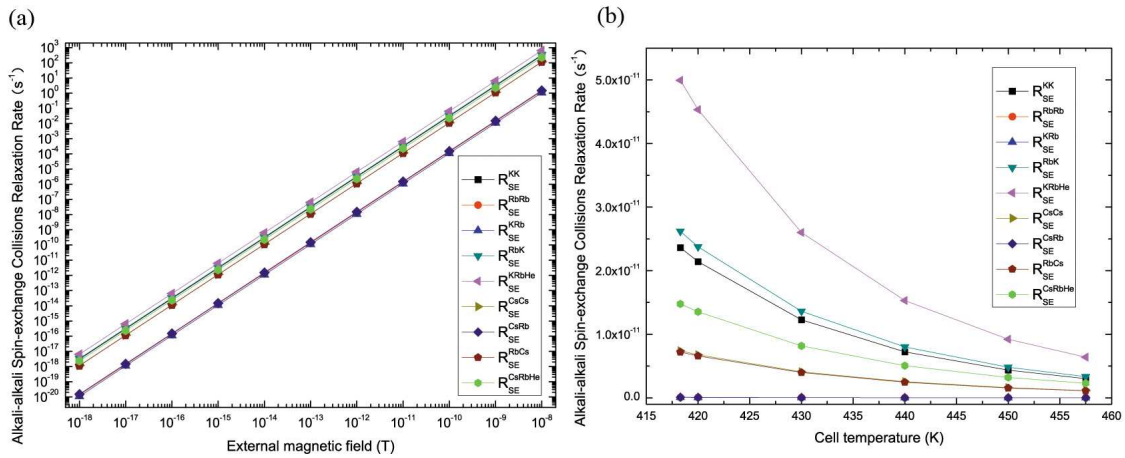 (a)
Alkali-alkali Spin-exchange Collisions Relaxation Rate (s⁻¹)
10³
10²
10¹
10⁰
10⁻¹
10⁻²
10⁻³
10⁻⁴
10⁻⁵
10⁻⁶
10⁻⁷
10⁻⁸
10⁻⁹
10⁻¹⁰
10⁻¹¹
10⁻¹²
10⁻¹³
10⁻¹⁴
10⁻¹⁵
10⁻¹⁶
10⁻¹⁷
10⁻¹⁸
10⁻¹⁹
10⁻²⁰
R_SE^KK
R_SE^RbRb
R_SE^KRb
R_SE^RbK
R_SE^KRbHe
R_SE^CsCs
R_SE^CsRb
R_SE^RbCs
R_SE^CsRbHe
10⁻¹⁸ 10⁻¹⁷ 10⁻¹⁶ 10⁻¹⁵ 10⁻¹⁴ 10⁻¹³ 10⁻¹² 10⁻¹¹ 10⁻¹⁰ 10⁻⁹ 10⁻⁸
External magnetic field (T)
(b)
Alkali-alkali Spin-exchange Collisions Relaxation Rate (s⁻¹)
5.0x10⁻¹¹
3.0x10⁻¹¹
2.0x10⁻¹¹
1.0x10⁻¹¹
0.0
R_SE^KK
R_SE^RbRb
R_SE^KRb
R_SE^RbK
R_SE^KRbHe
R_SE^CsCs
R_SE^CsRb
R_SE^RbCs
R_SE^CsRbHe
415 420 430 440 445 450 455 460
Cell temperature (K)